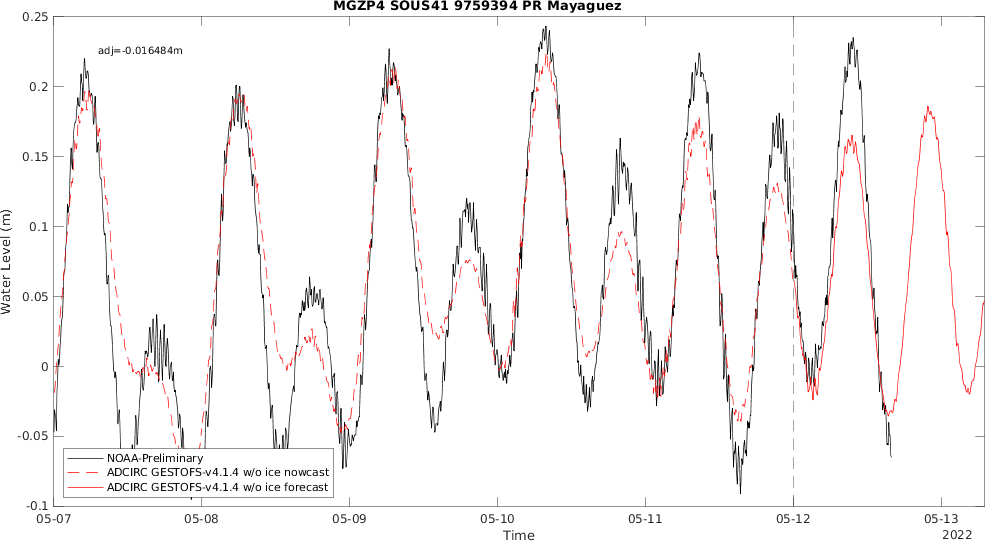 MGZP4 SOUS41 9759394 PR Mayaguez
0.25
adj=-0.016484m
0.2
0.15
0.1
0.05
0
-0.05
-0.1
Water Level (m)
NOAA-Preliminary
ADCIRC GESTOFS-v4.1.4 w/o ice nowcast
ADCIRC GESTOFS-v4.1.4 w/o ice forecast
05-07 05-08 05-09 05-10 05-11 05-12 05-13
Time
2022